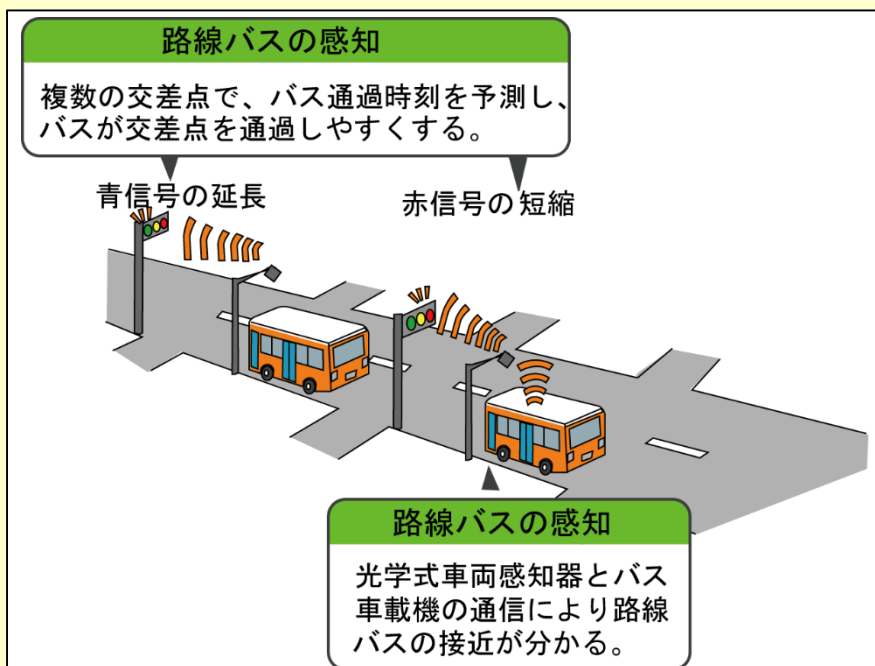 路線バスの感知
複数の交差点で、バス通過時刻を予測し、
バスが交差点を通過しやすくする。
青信号の延長
赤信号の短縮
路線バスの感知
光学式車両感知器とバス
車載機の通信により路線
バスの接近が分かる。